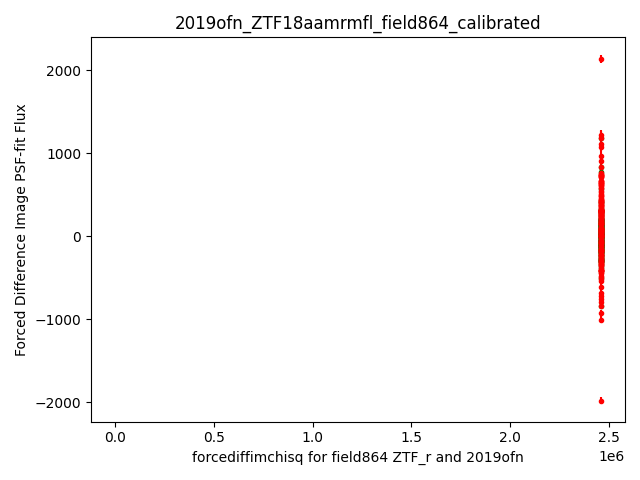 2019ofn_ZTF18aamrmfl_field864_calibrated
Forced Difference Image PSF-fit Flux
2000
1000
0
−1000
−2000
0.0 0.5 1.0 1.5 2.0 2.5
1e6
forcediffimchisq for field864 ZTF_r and 2019ofn